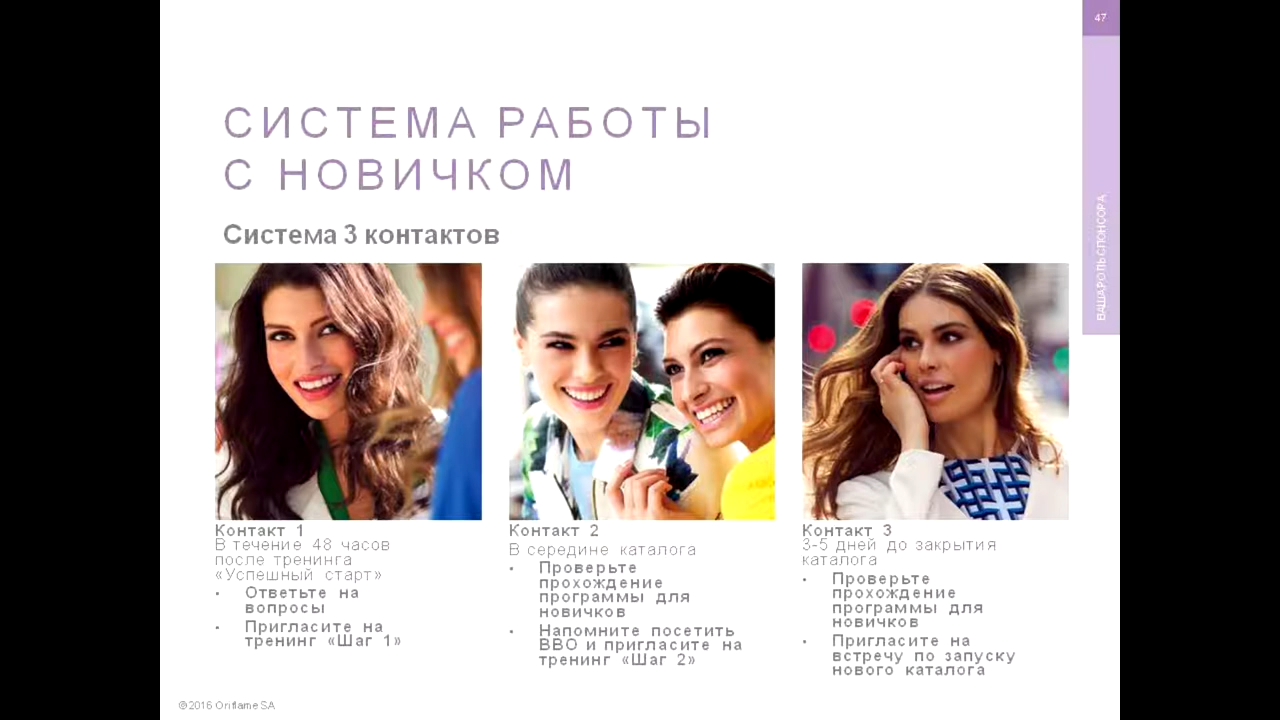 47
СИСТЕМА РАБОТЫ
С НОВИЧКОМ
Система 3 контактов
ВАША РОЛЬ СПОНСОРА
Контакт 1
В течение 48 часов
после тренинга
«Успешный старт»
• Ответьте на
вопросы
• Пригласите на
тренинг «Шаг 1»
Контакт 2
В середине каталога
• Проверьте
прохождение
программы для
новичков
• Напомните посетить
ВВО и пригласите на
тренинг «Шаг 2»
Контакт 3
3-5 дней до закрытия
каталога
• Проверьте
прохождение
программы для
новичков
• Пригласите на
встречу по запуску
нового каталога
©2016 Oriflame SA